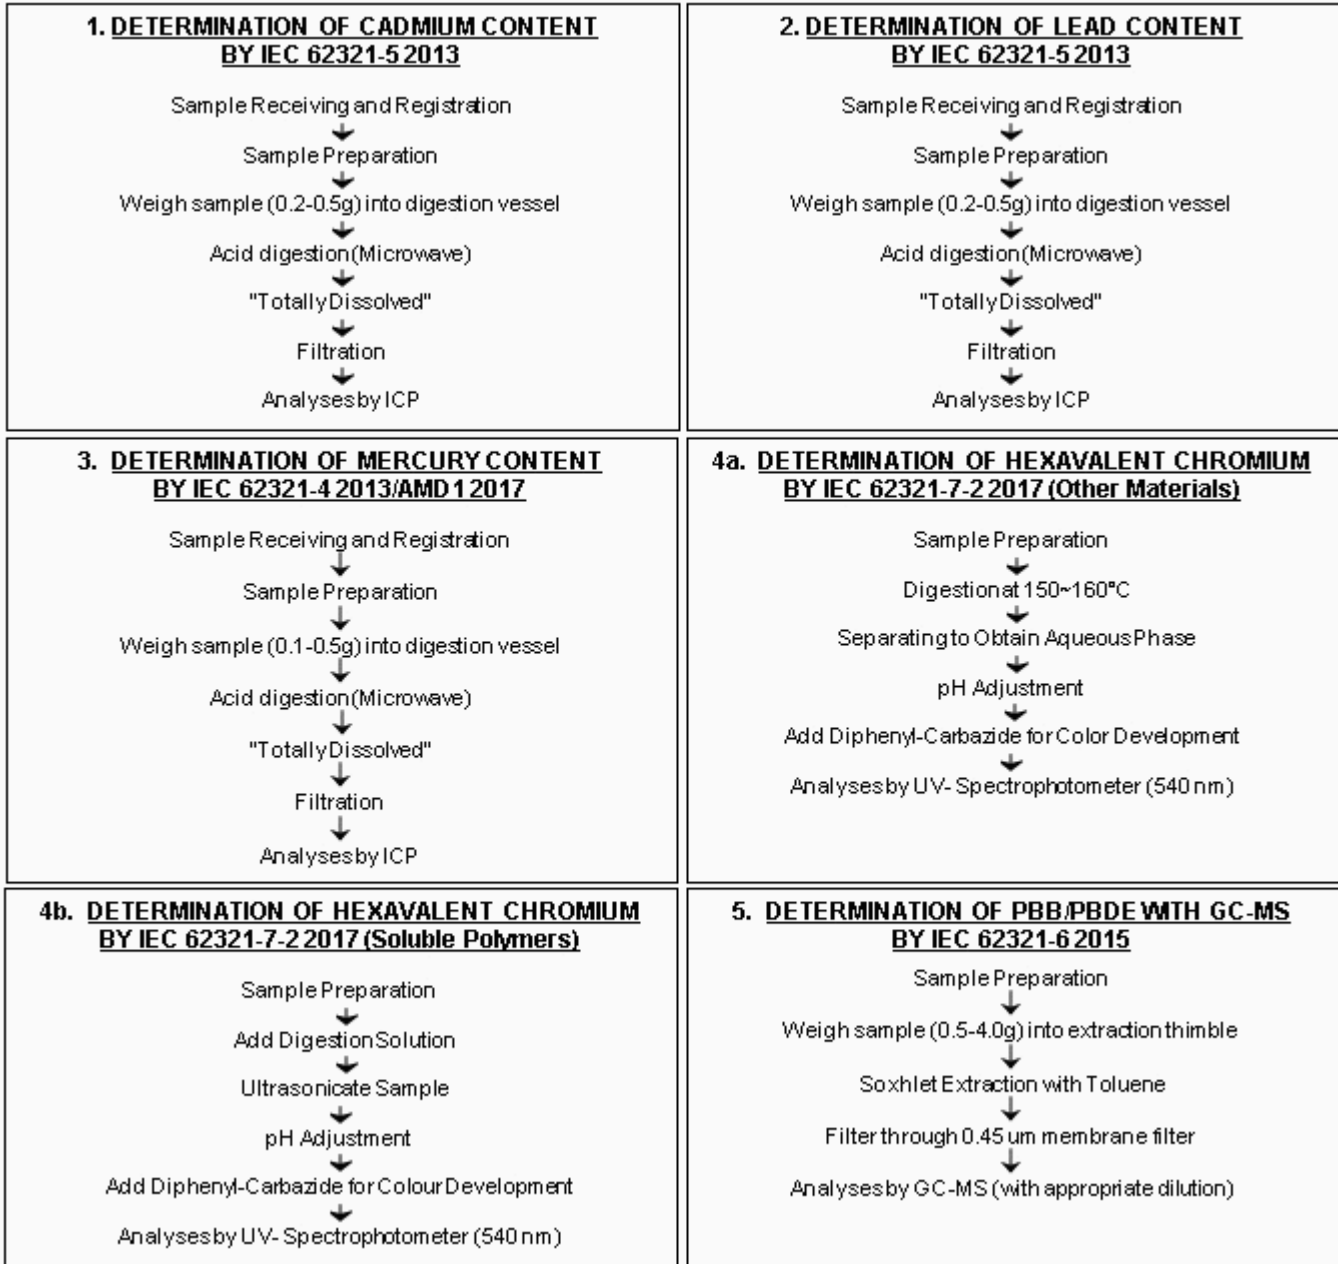 1. DETERMINATION OF CADMIUM CONTENT
BY IEC 62321-5 2013
Sample Receiving and Registration
Sample Preparation
Weigh sample (0.2-0.5g) into digestion vessel
Acid digestion (Microwave)
"Totally Dissolved"
Filtration
Analyses by ICP
2. DETERMINATION OF LEAD CONTENT
BY IEC 62321-5 2013
Sample Receiving and Registration
Sample Preparation
Weigh sample (0.2-0.5g) into digestion vessel
Acid digestion (Microwave)
"Totally Dissolved"
Filtration
Analyses by ICP
3. DETERMINATION OF MERCURY CONTENT
BY IEC 62321-4 2013/AMD1 2017
Sample Receiving and Registration
Sample Preparation
Weigh sample (0.1-0.5g) into digestion vessel
Acid digestion (Microwave)
"Totally Dissolved"
Filtration
Analyses by ICP
4a. DETERMINATION OF HEXAVALENT CHROMIUM
BY IEC 62321-7-2 2017 (Other Materials)
Sample Preparation
Digestion at 150~160°C
Separating to Obtain Aqueous Phase
pH Adjustment
Add Diphenyl-Carbazide for Color Development
Analyses by UV- Spectrophotometer (540 nm)
4b. DETERMINATION OF HEXAVALENT CHROMIUM
BY IEC 62321-7-2 2017 (Soluble Polymers)
Sample Preparation
Add Digestion Solution
Ultrasonicate Sample
pH Adjustment
Add Diphenyl-Carbazide for Colour Development
Analyses by UV- Spectrophotometer (540 nm)
5. DETERMINATION OF PBB/PBDE WITH GC-MS
BY IEC 62321-6 2015
Sample Preparation
Weigh sample (0.5-4.0g) into extraction thimble
Soxhlet Extraction with Toluene
Filter through 0.45 um membrane filter
Analyses by GC-MS (with appropriate dilution)